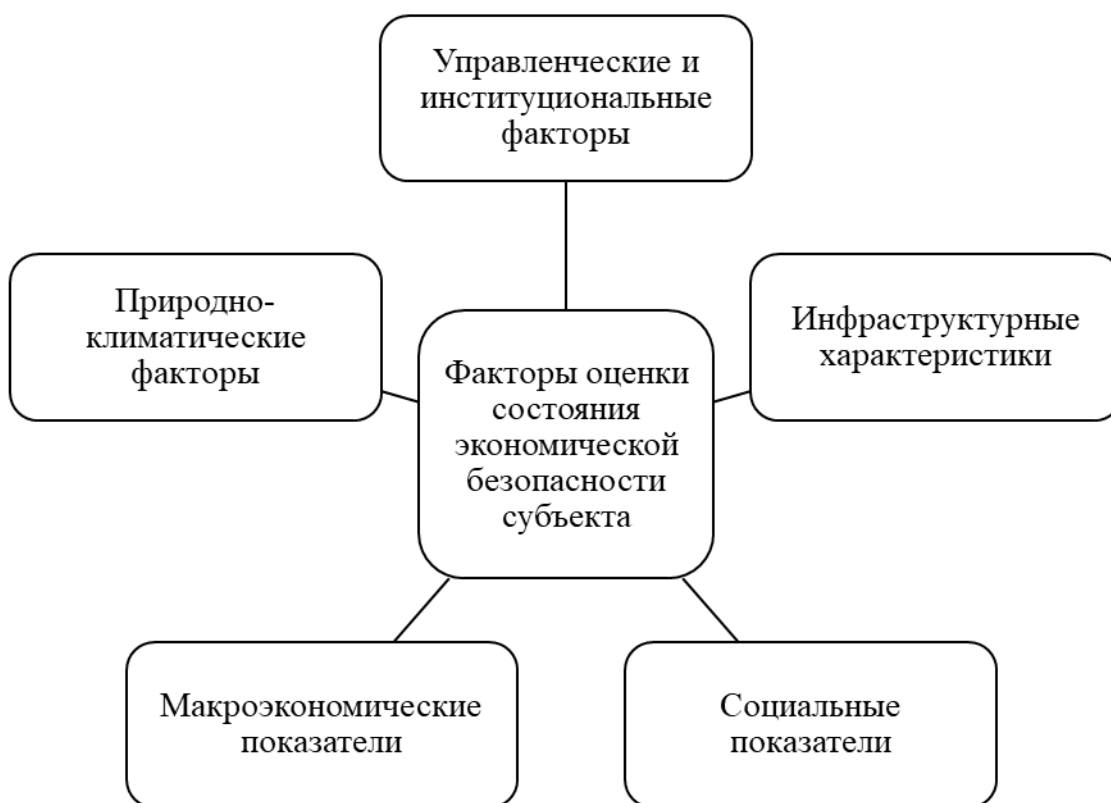 Управленческие и
институциональные
факторы
Природно-
климатические
факторы
Инфраструктурные
характеристики
Факторы оценки
состояния
экономической
безопасности
субъекта
Макроэкономические
показатели
Социальные
показатели